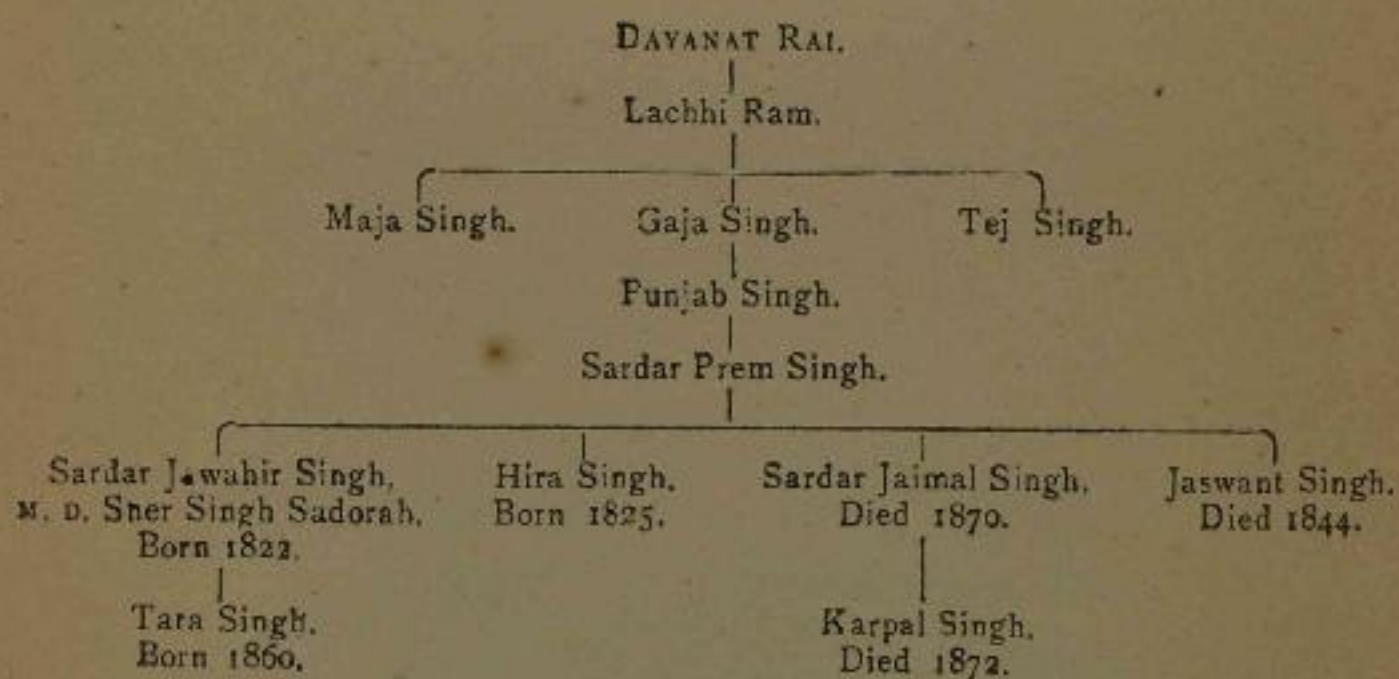 DAYANAT RAI.
Lachhi Ram.
Maja Singh. Gaja Singh. Tej Singh.
Punjab Singh.
Sardar Prem Singh.
Sardar Jawahir Singh, Hira Singh. Sardar Jaimal Singh. Jaswant Singh.
M. D. Sher Singh Sadorah. Born 1825. Died 1870. Died 1844.
Born 1822.
Tara Singh. Karpal Singh.
Born 1860. Died 1872.